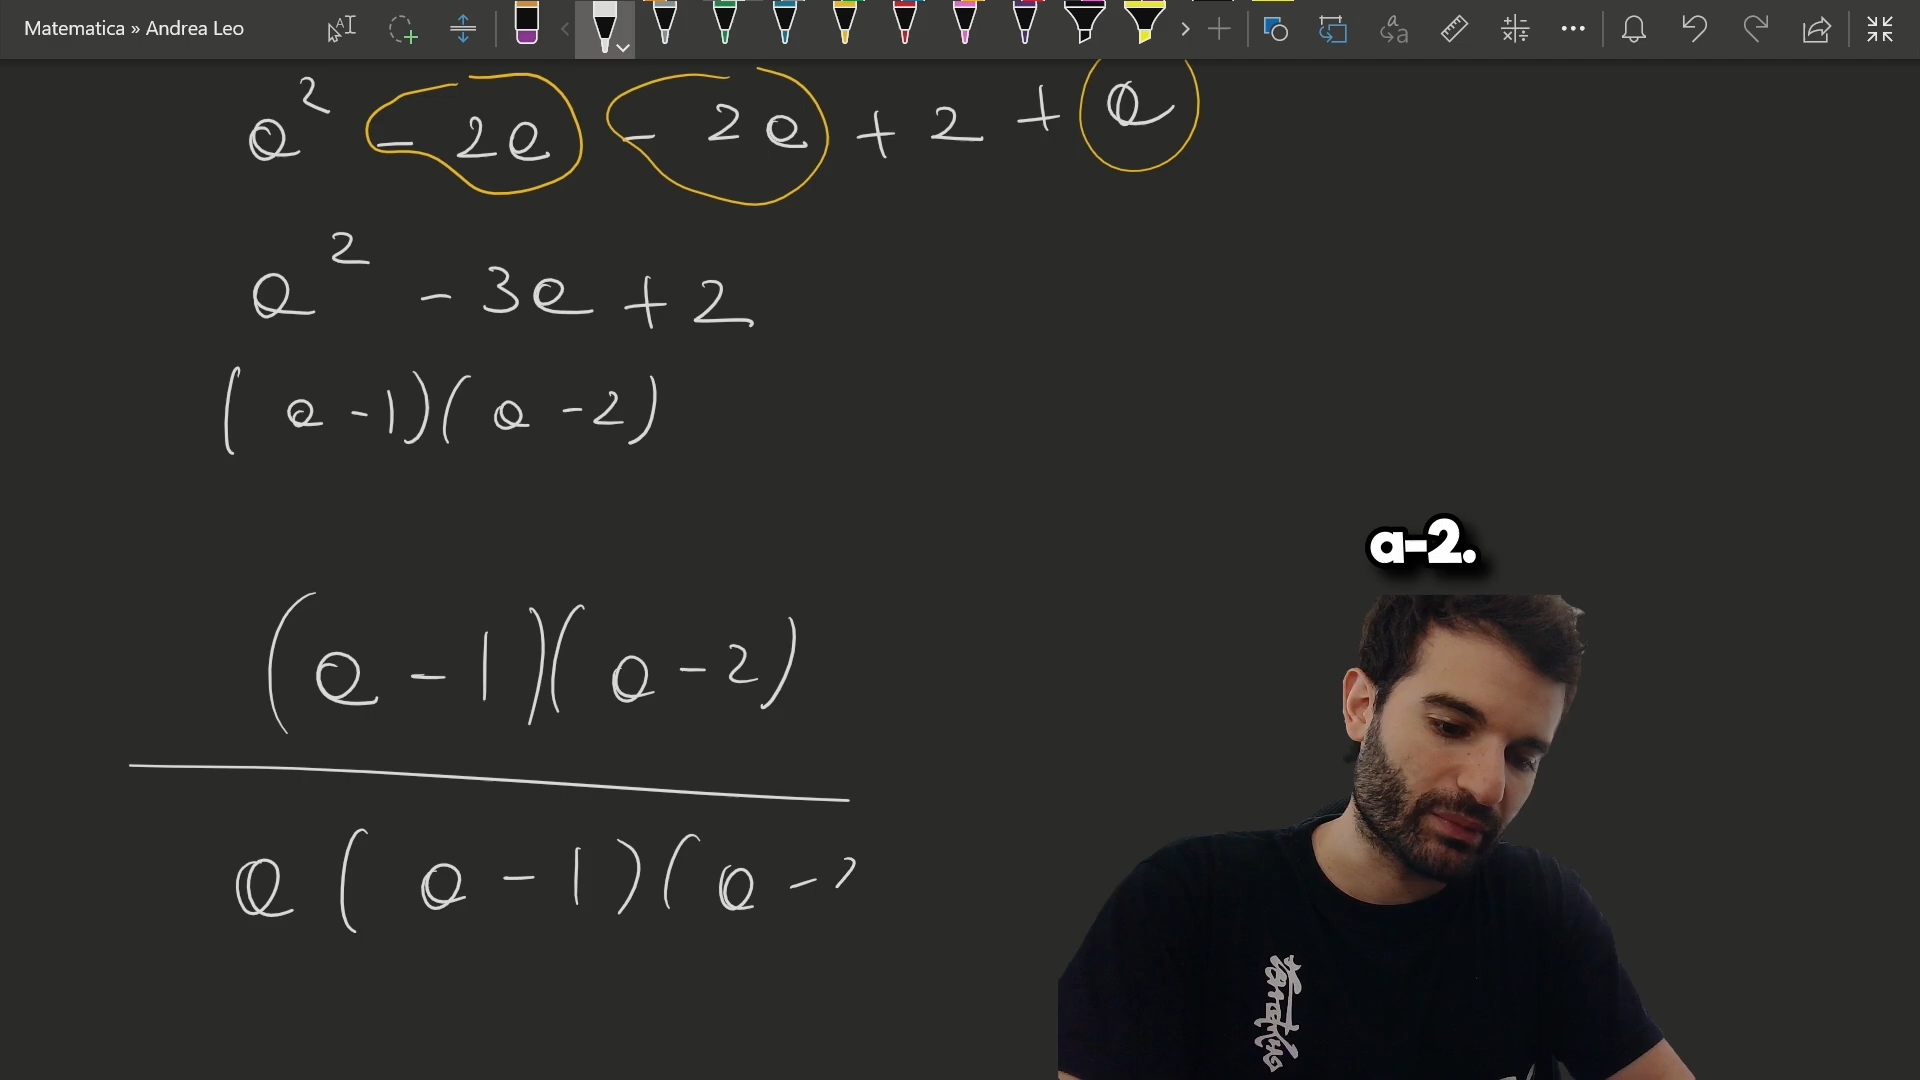 Matematica » Andrea Leo
a² - 2a - 2a + 2 + a
a² - 3a + 2
(a - 1)(a - 2)
a-2.
(a - 1)(a - 2)
a(a - 1)(a -